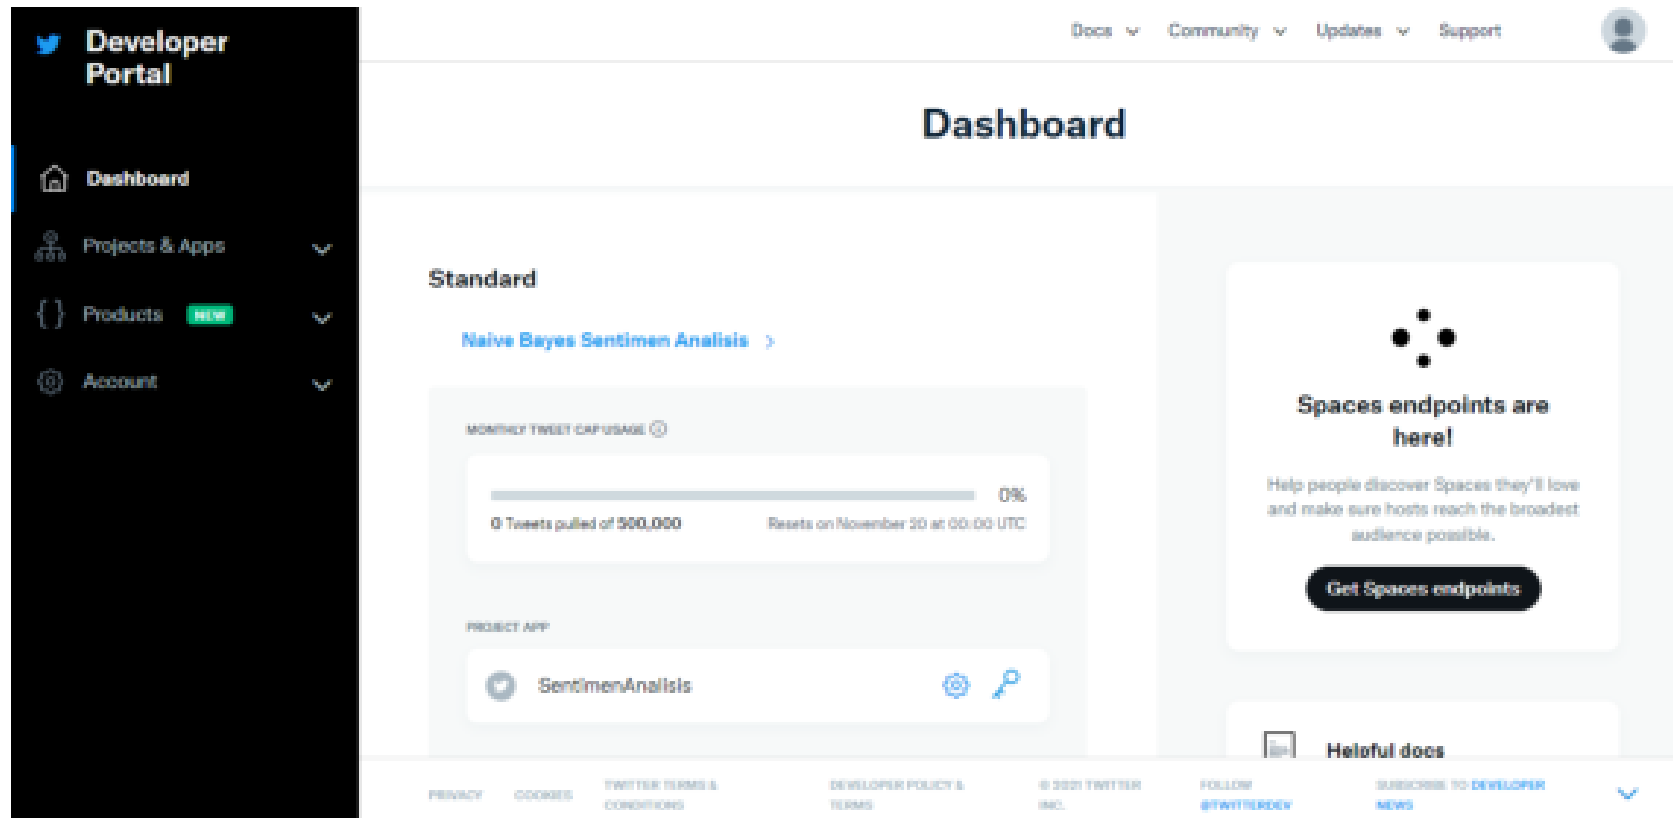 Developer
Portal
Dashboard
Projects & Apps
Products NEW
Account
Docs Community Updates Support
Dashboard
Standard
Naive Bayes Sentimen Analisis
MONTHLY TWEET CAP USAGE
0%
0 Tweets pulled of 500,000 Resets on November 20 at 00:00 UTC
PROJECT APP
SentimenAnalisis
Spaces endpoints are
here!
Help people discover Spaces they'll love
and make sure hosts reach the broadest
audience possible.
Get Spaces endpoints
Helpful docs
PRIVACY COOKIES
TWITTER TERMS &
CONDITIONS
DEVELOPER POLICY &
TERMS
© 2021 TWITTER
INC.
FOLLOW
@TWITTERDEV
SUBSCRIBE TO DEVELOPER
NEWS